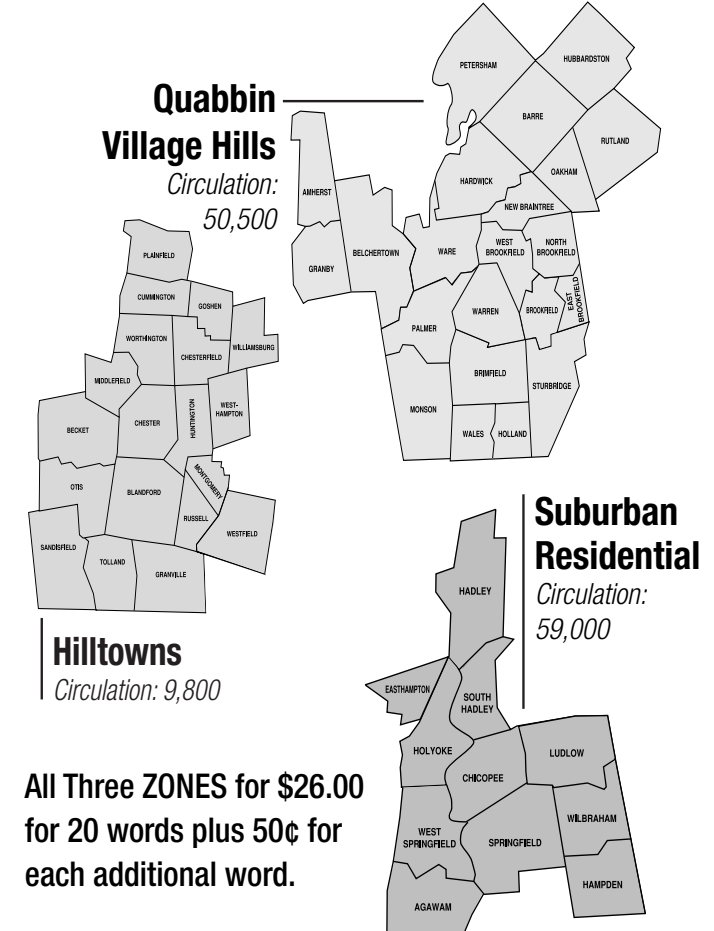 Quabbin
Village Hills
Circulation:
50,500
PETERSHAM
HUBBARDSTON
BARRE
RUTLAND
HARDWICK
OAKHAM
NEW BRAINTREE
AMHERST
BELCHERTOWN
GRANBY
WARE
WEST
BROOKFIELD
NORTH
BROOKFIELD
EAST
BROOKFIELD
BROOKFIELD
WARREN
PALMER
BRIMFIELD
STURBRIDGE
MONSON
WALES
HOLLAND
PLAINFIELD
CUMMINGTON
GOSHEN
WORTHINGTON
CHESTERFIELD
WILLIAMSBURG
MIDDLEFIELD
BECKET
CHESTER
HUNTINGTON
WEST-
HAMPTON
OTIS
BLANDFORD
MONTGOMERY
RUSSELL
WESTFIELD
SANDISFIELD
TOLLAND
GRANVILLE
Hilltowns
Circulation: 9,800
Suburban
Residential
Circulation:
59,000
HADLEY
EASTHAMPTON
SOUTH
HADLEY
HOLYOKE
CHICOPEE
LUDLOW
WEST
SPRINGFIELD
SPRINGFIELD
WILBRAHAM
HAMPDEN
AGAWAM
All Three ZONES for $26.00
for 20 words plus 50¢ for
each additional word.